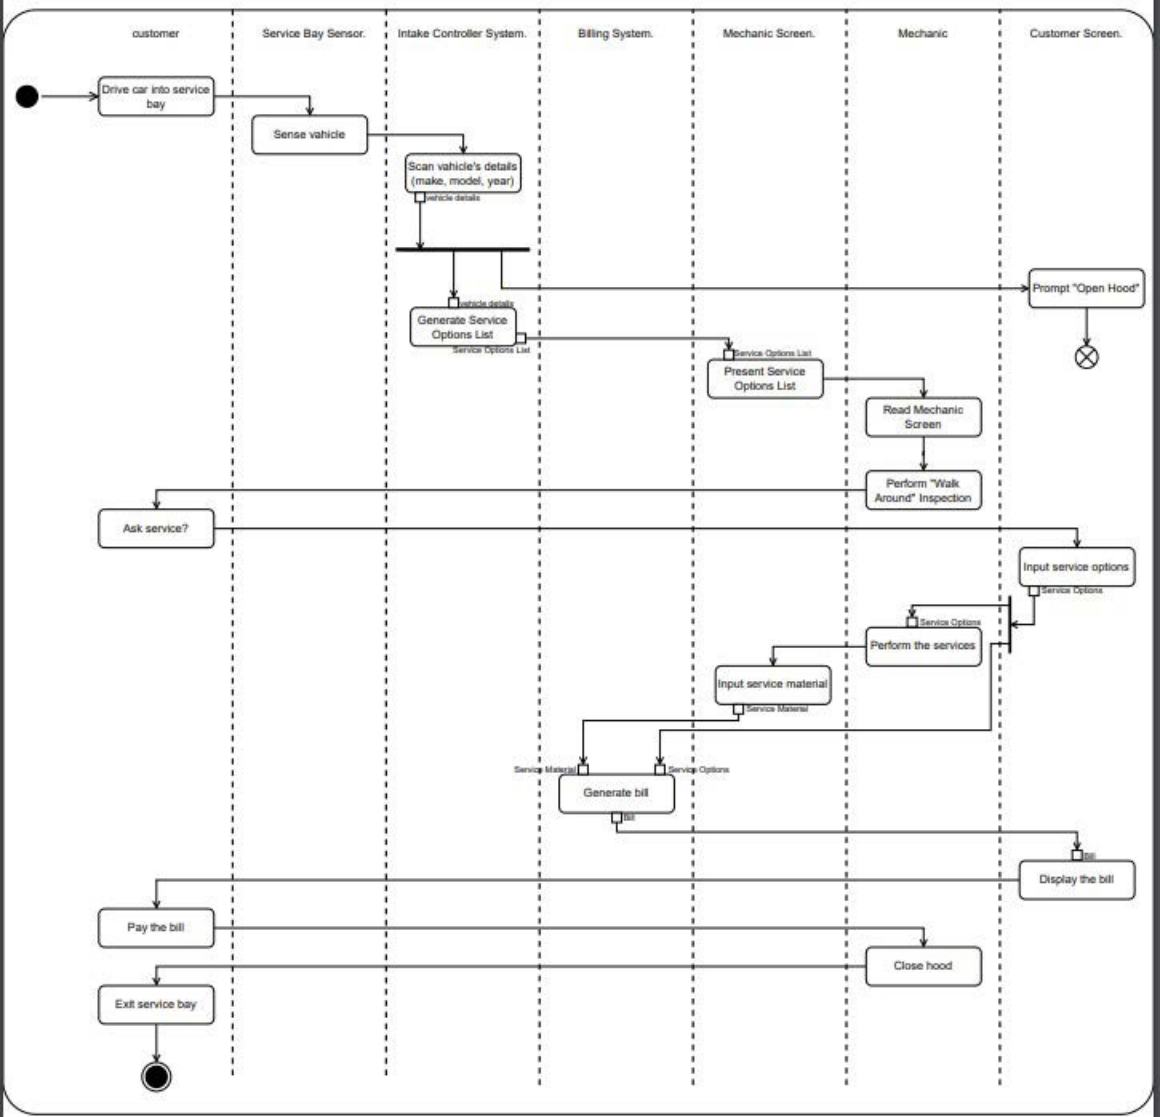 customer
Service Bay Sensor.
Intake Controller System.
Billing System.
Mechanic Screen.
Mechanic
Customer Screen.
Drive car into service
bay
Sense vehicle
Scan vehicle's details
(make, model, year)
vehicle details
Prompt "Open Hood"
vehicle details
Generate Service
Options List
Service Options List
Service Options List
Present Service
Options List
Read Mechanic
Screen
Perform "Walk
Around" Inspection
Ask service?
Input service options
Service Options
Service Options
Perform the services
Input service material
Service Material
Service Material
Service Options
Generate bill
Bill
Bill
Display the bill
Pay the bill
Close hood
Exit service bay